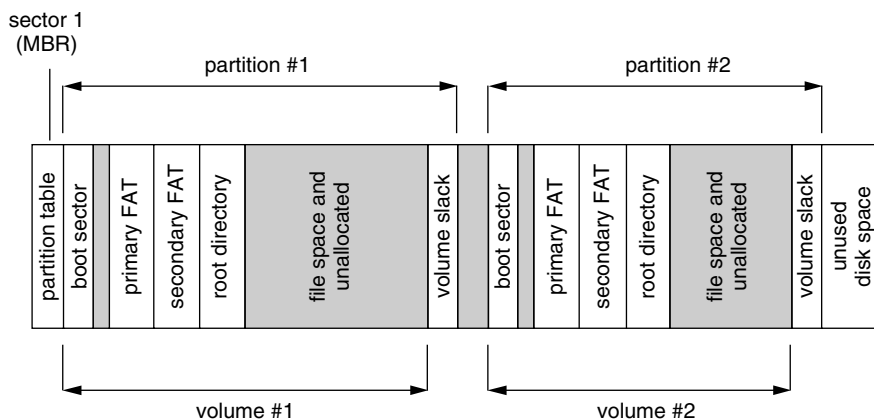 sector 1
(MBR)
partition #1
partition #2
partition table
boot sector
primary FAT
secondary FAT
root directory
file space and
unallocated
volume slack
boot sector
primary FAT
secondary FAT
root directory
file space and
unallocated
volume slack
unused
disk space
volume #1
volume #2